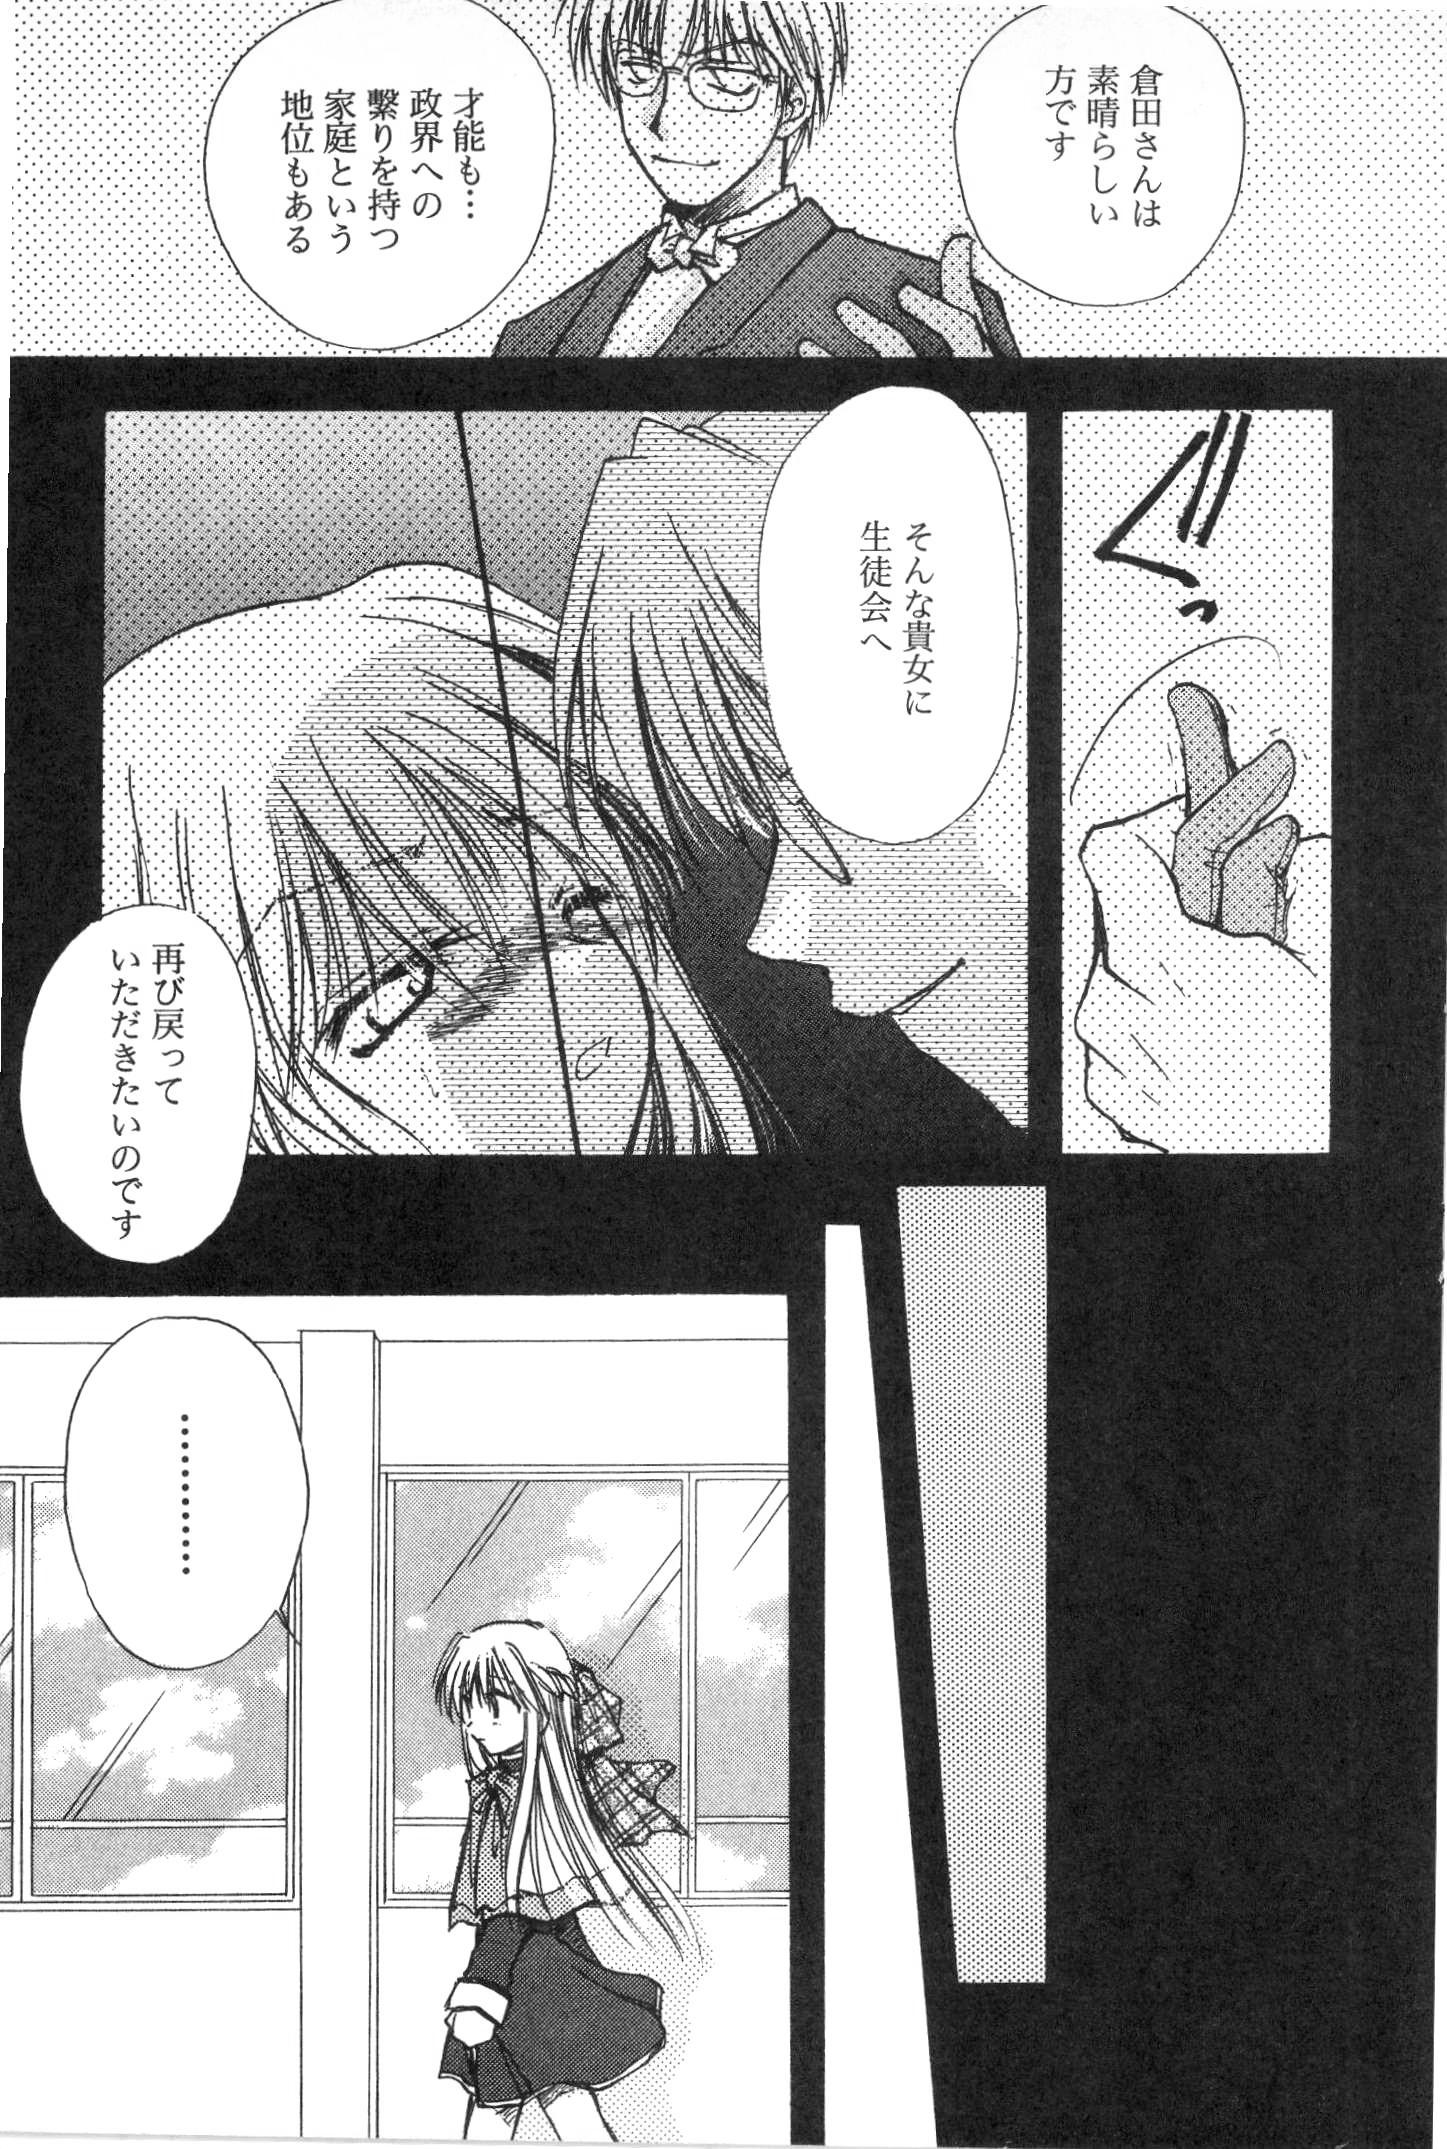 倉田さんは
素晴らしい
方です
才能も…
政界への
繋りを持つ
家庭という
地位もある
グッ
そんな貴女に
生徒会へ
再び戻って
いただきたいのです
…………